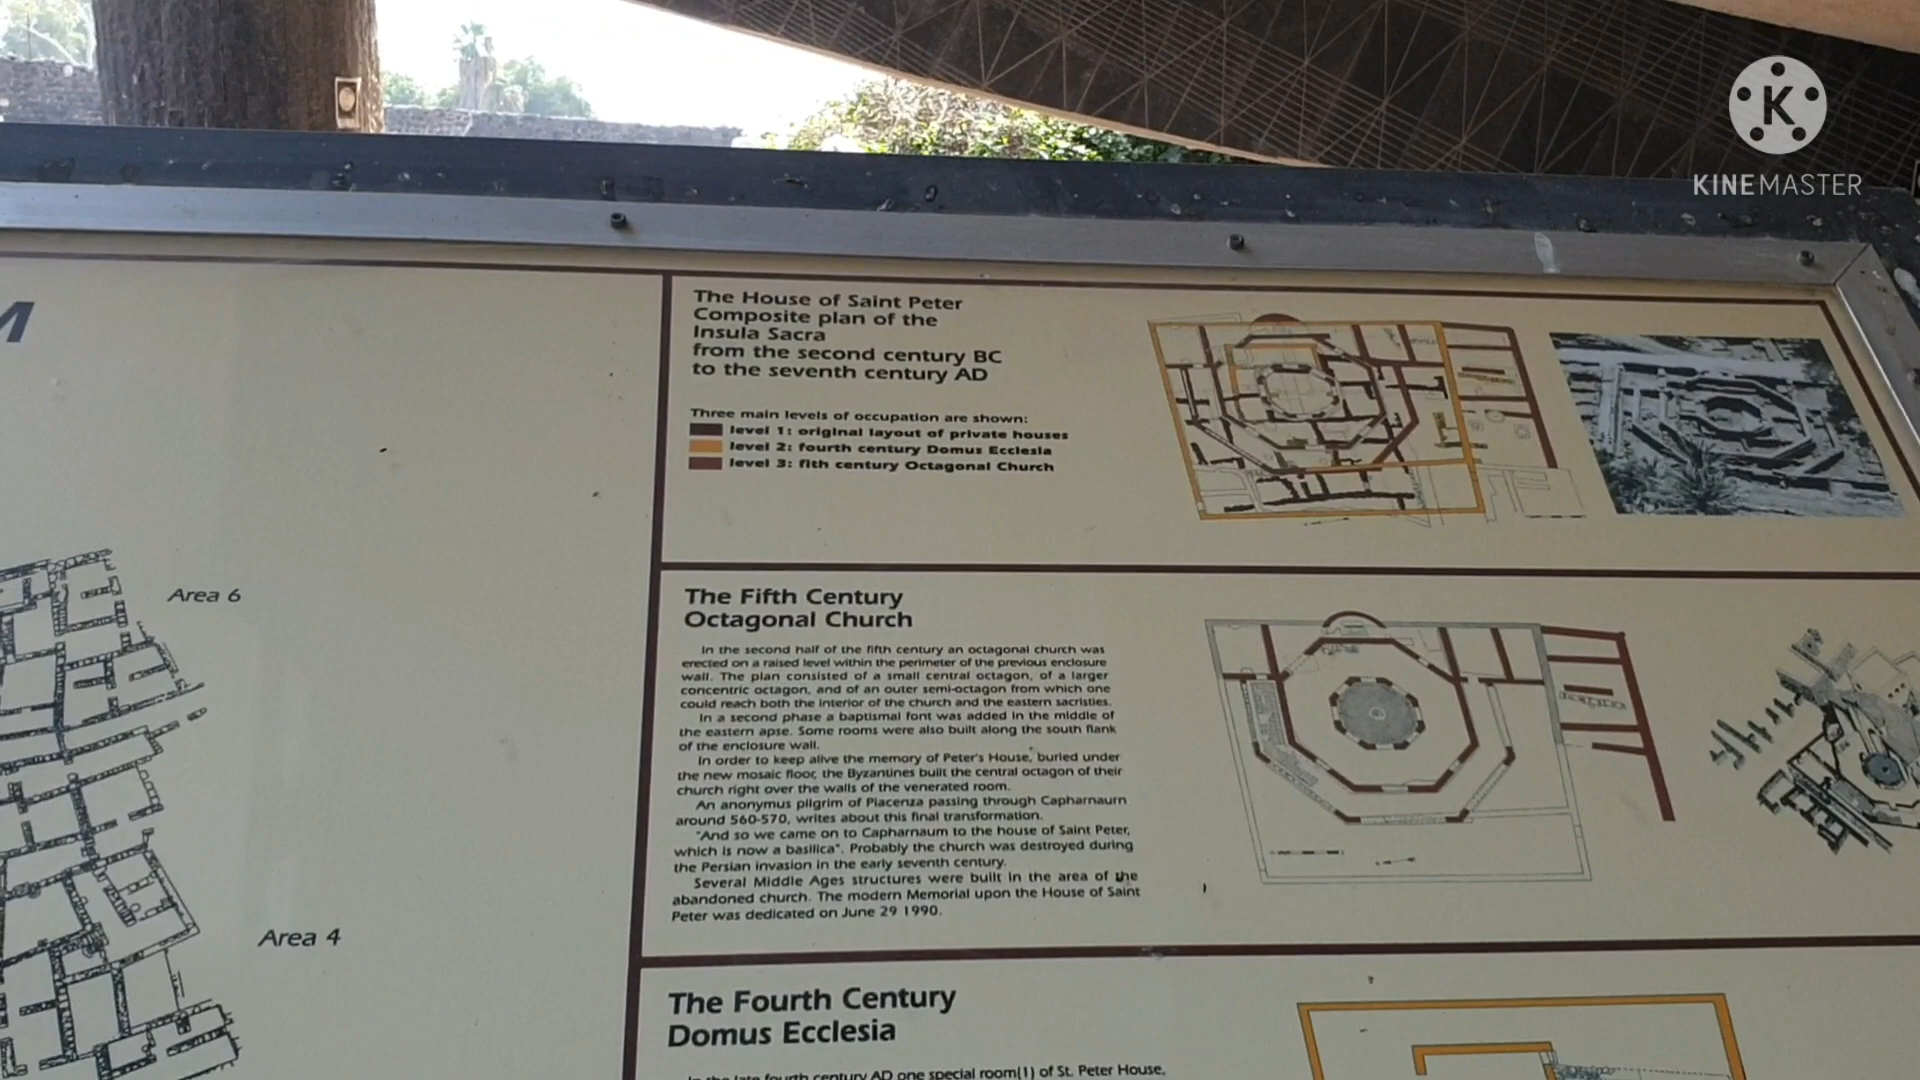 KINEMASTER
M
Area 6
Area 4
The House of Saint Peter
Composite plan of the
Insula Sacra
from the second century BC
to the seventh century AD
Three main levels of occupation are shown:
level 1: original layout of private houses
level 2: fourth century Domus Ecclesia
level 3: fith century Octagonal Church
The Fifth Century
Octagonal Church
In the second half of the fifth century an octagonal church was
erected on a raised level within the perimeter of the previous enclosure
wall. The plan consisted of a small central octagon, of a larger
concentric octagon, and of an outer semi-octagon from which one
could reach both the interior of the church and the eastern sacristies.
In a second phase a baptismal font was added in the middle of
the eastern apse. Some rooms were also built along the south flank
of the enclosure wall.
In order to keep alive the memory of Peter's House, buried under
the new mosaic floor, the Byzantines built the central octagon of their
church right over the walls of the venerated room.
An anonymus pilgrim of Piacenza passing through Capharnaum
around 560-570, writes about this final transformation.
"And so we came on to Capharnaum to the house of Saint Peter,
which is now a basilica". Probably the church was destroyed during
the Persian invasion in the early seventh century.
Several Middle Ages structures were built in the area of the
abandoned church. The modern Memorial upon the House of Saint
Peter was dedicated on June 29 1990.
The Fourth Century
Domus Ecclesia
In the late fourth century AD one special room(1) of St. Peter House,